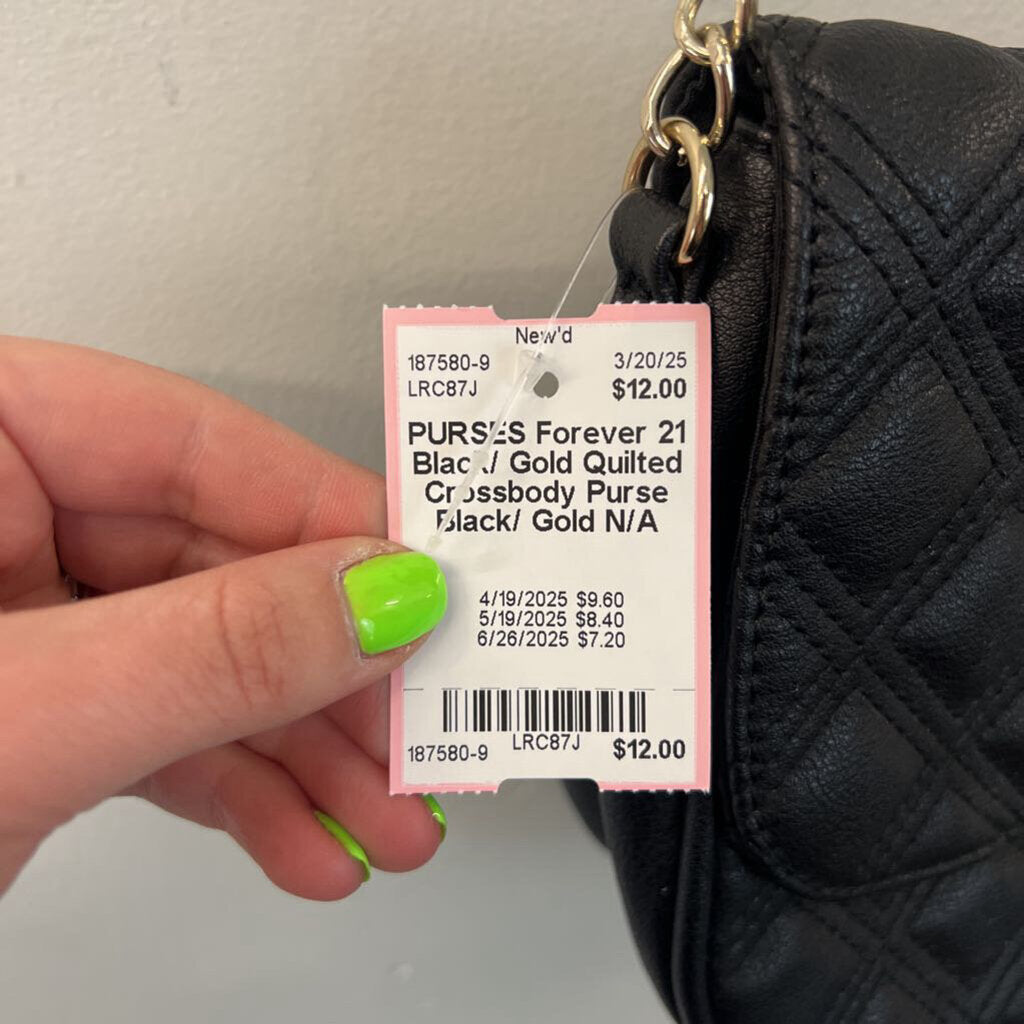 New'd
187580-9 3/20/25
LRC87J $12.00
PURSES Forever 21
Black/ Gold Quilted
Crossbody Purse
Black/ Gold N/A
4/19/2025 $9.60
5/19/2025 $8.40
6/26/2025 $7.20
187580-9 LRC87J $12.00